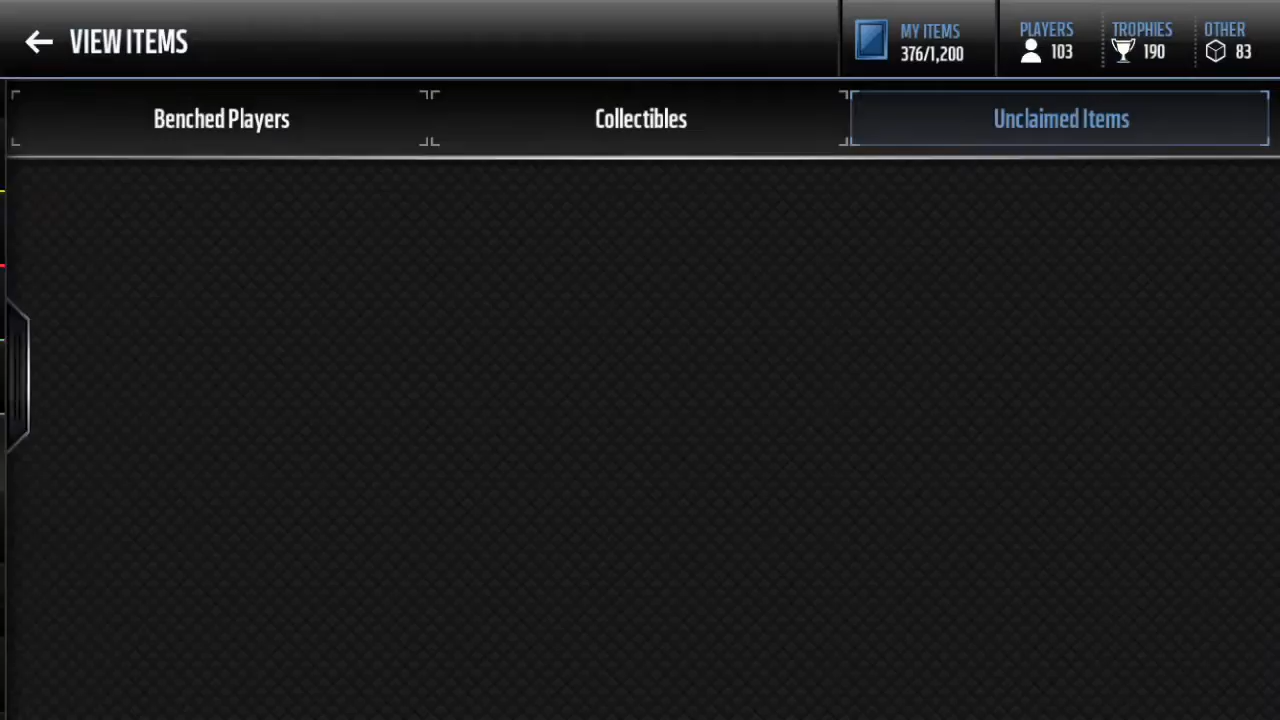 VIEW ITEMS
MY ITEMS
376/1,200
PLAYERS
103
TROPHIES
190
OTHER
83
Benched Players
Collectibles
Unclaimed Items